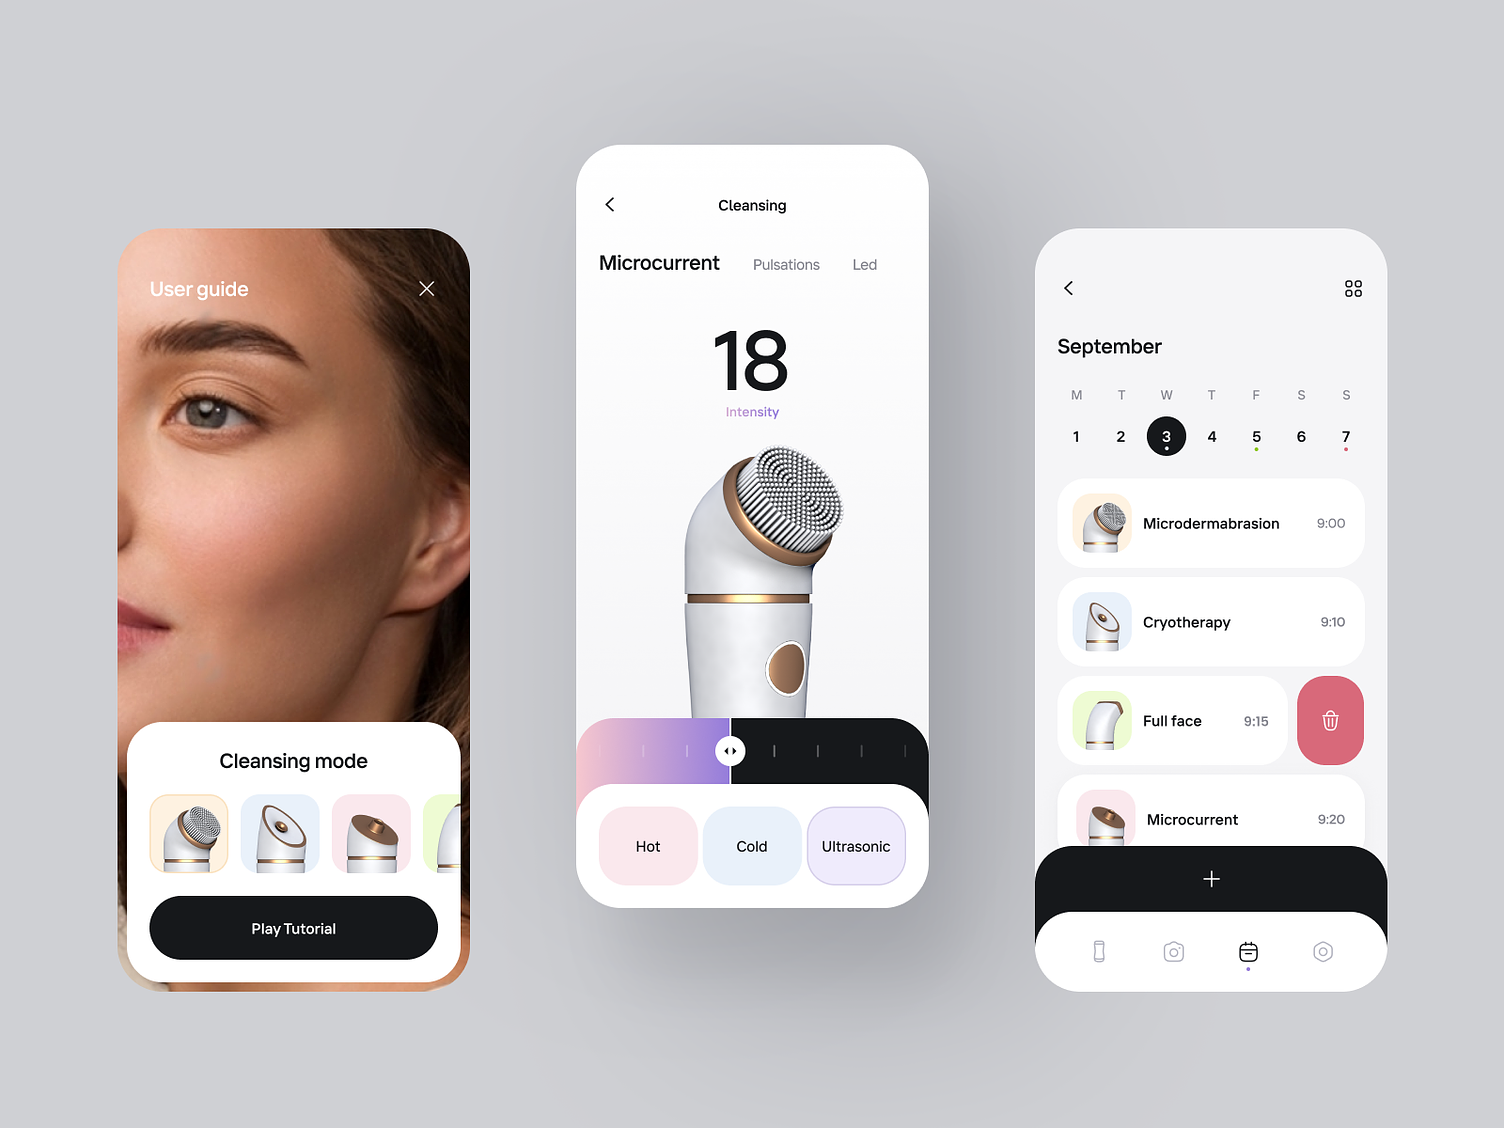 User guide
Cleansing mode
Play Tutorial
Cleansing
Microcurrent Pulsations Led
18
Intensity
Hot Cold Ultrasonic
September
M T W T F S S
1 2 3 4 5 6 7
Microdermabrasion 9:00
Cryotherapy 9:10
Full face 9:15
Microcurrent 9:20